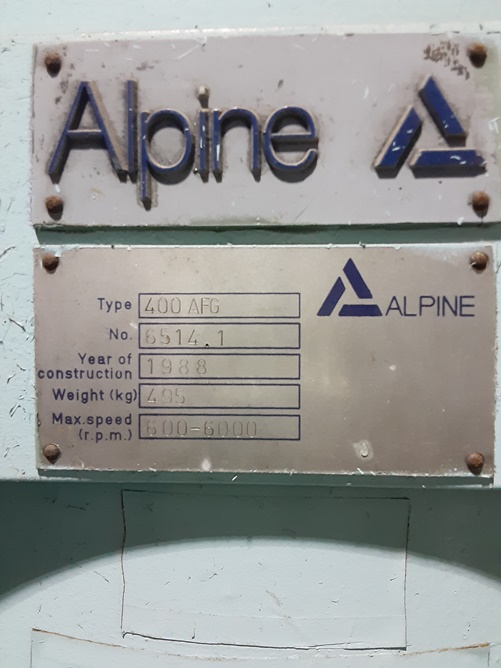 Alpine
ALPINE
Type 400 AFG
No. 6514.1
Year of
construction 1988
Weight (kg) 495
Max.speed
(r.p.m.) 600-6000